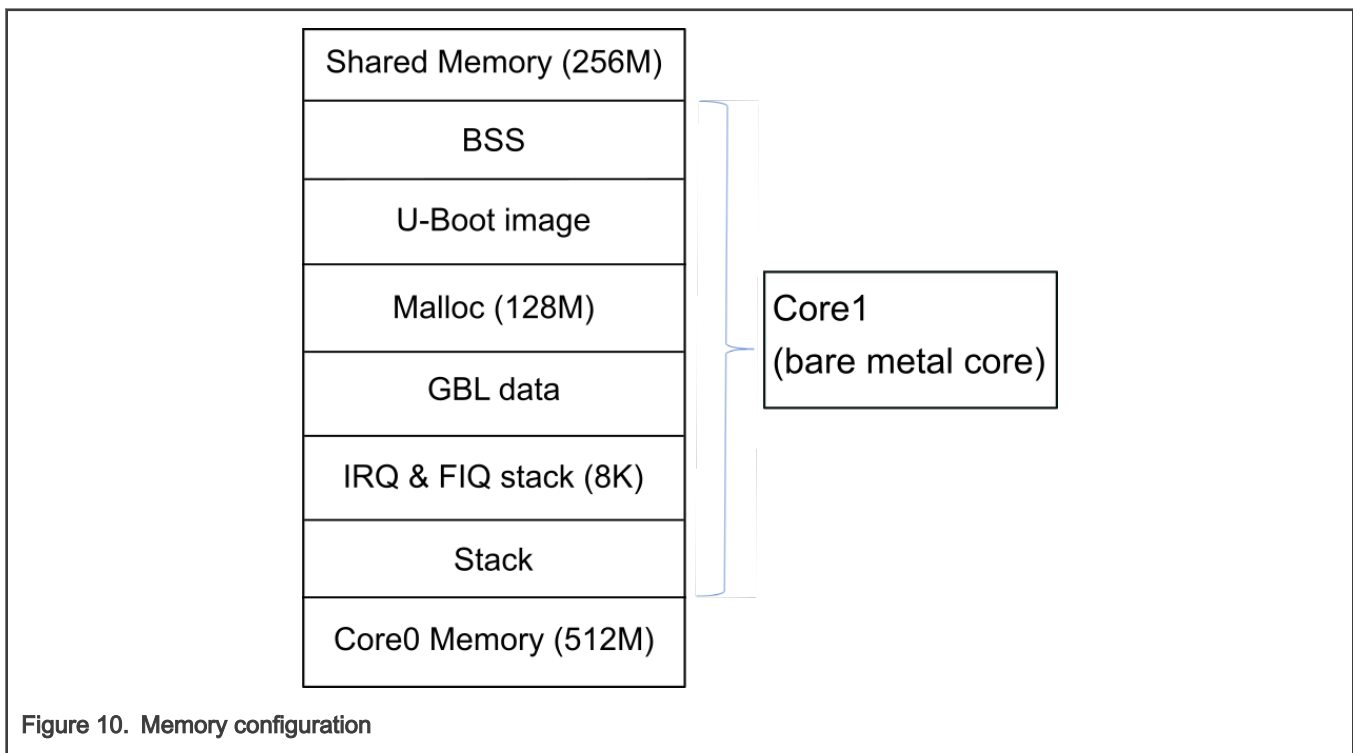 Shared Memory (256M)
BSS
U-Boot image
Malloc (128M)
GBL data
IRQ & FIQ stack (8K)
Stack
Core0 Memory (512M)
Core1
(bare metal core)
Figure 10. Memory configuration